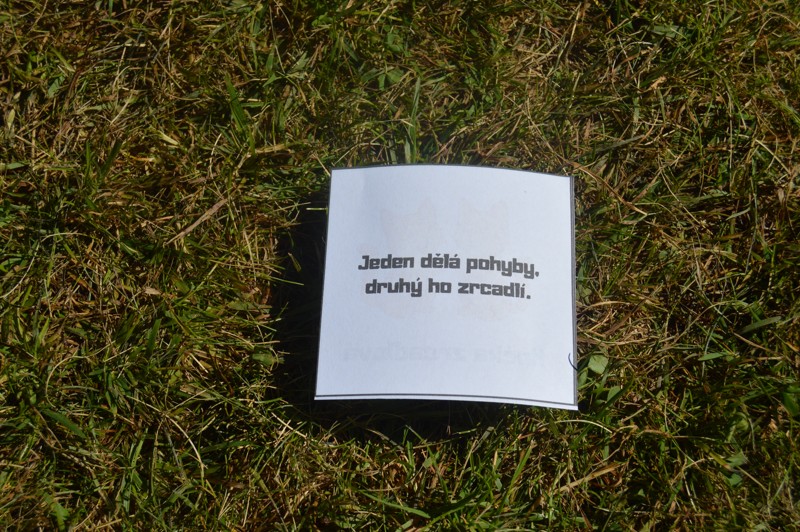 Jeden dělá pohyby,
druhý ho zrcadlí.